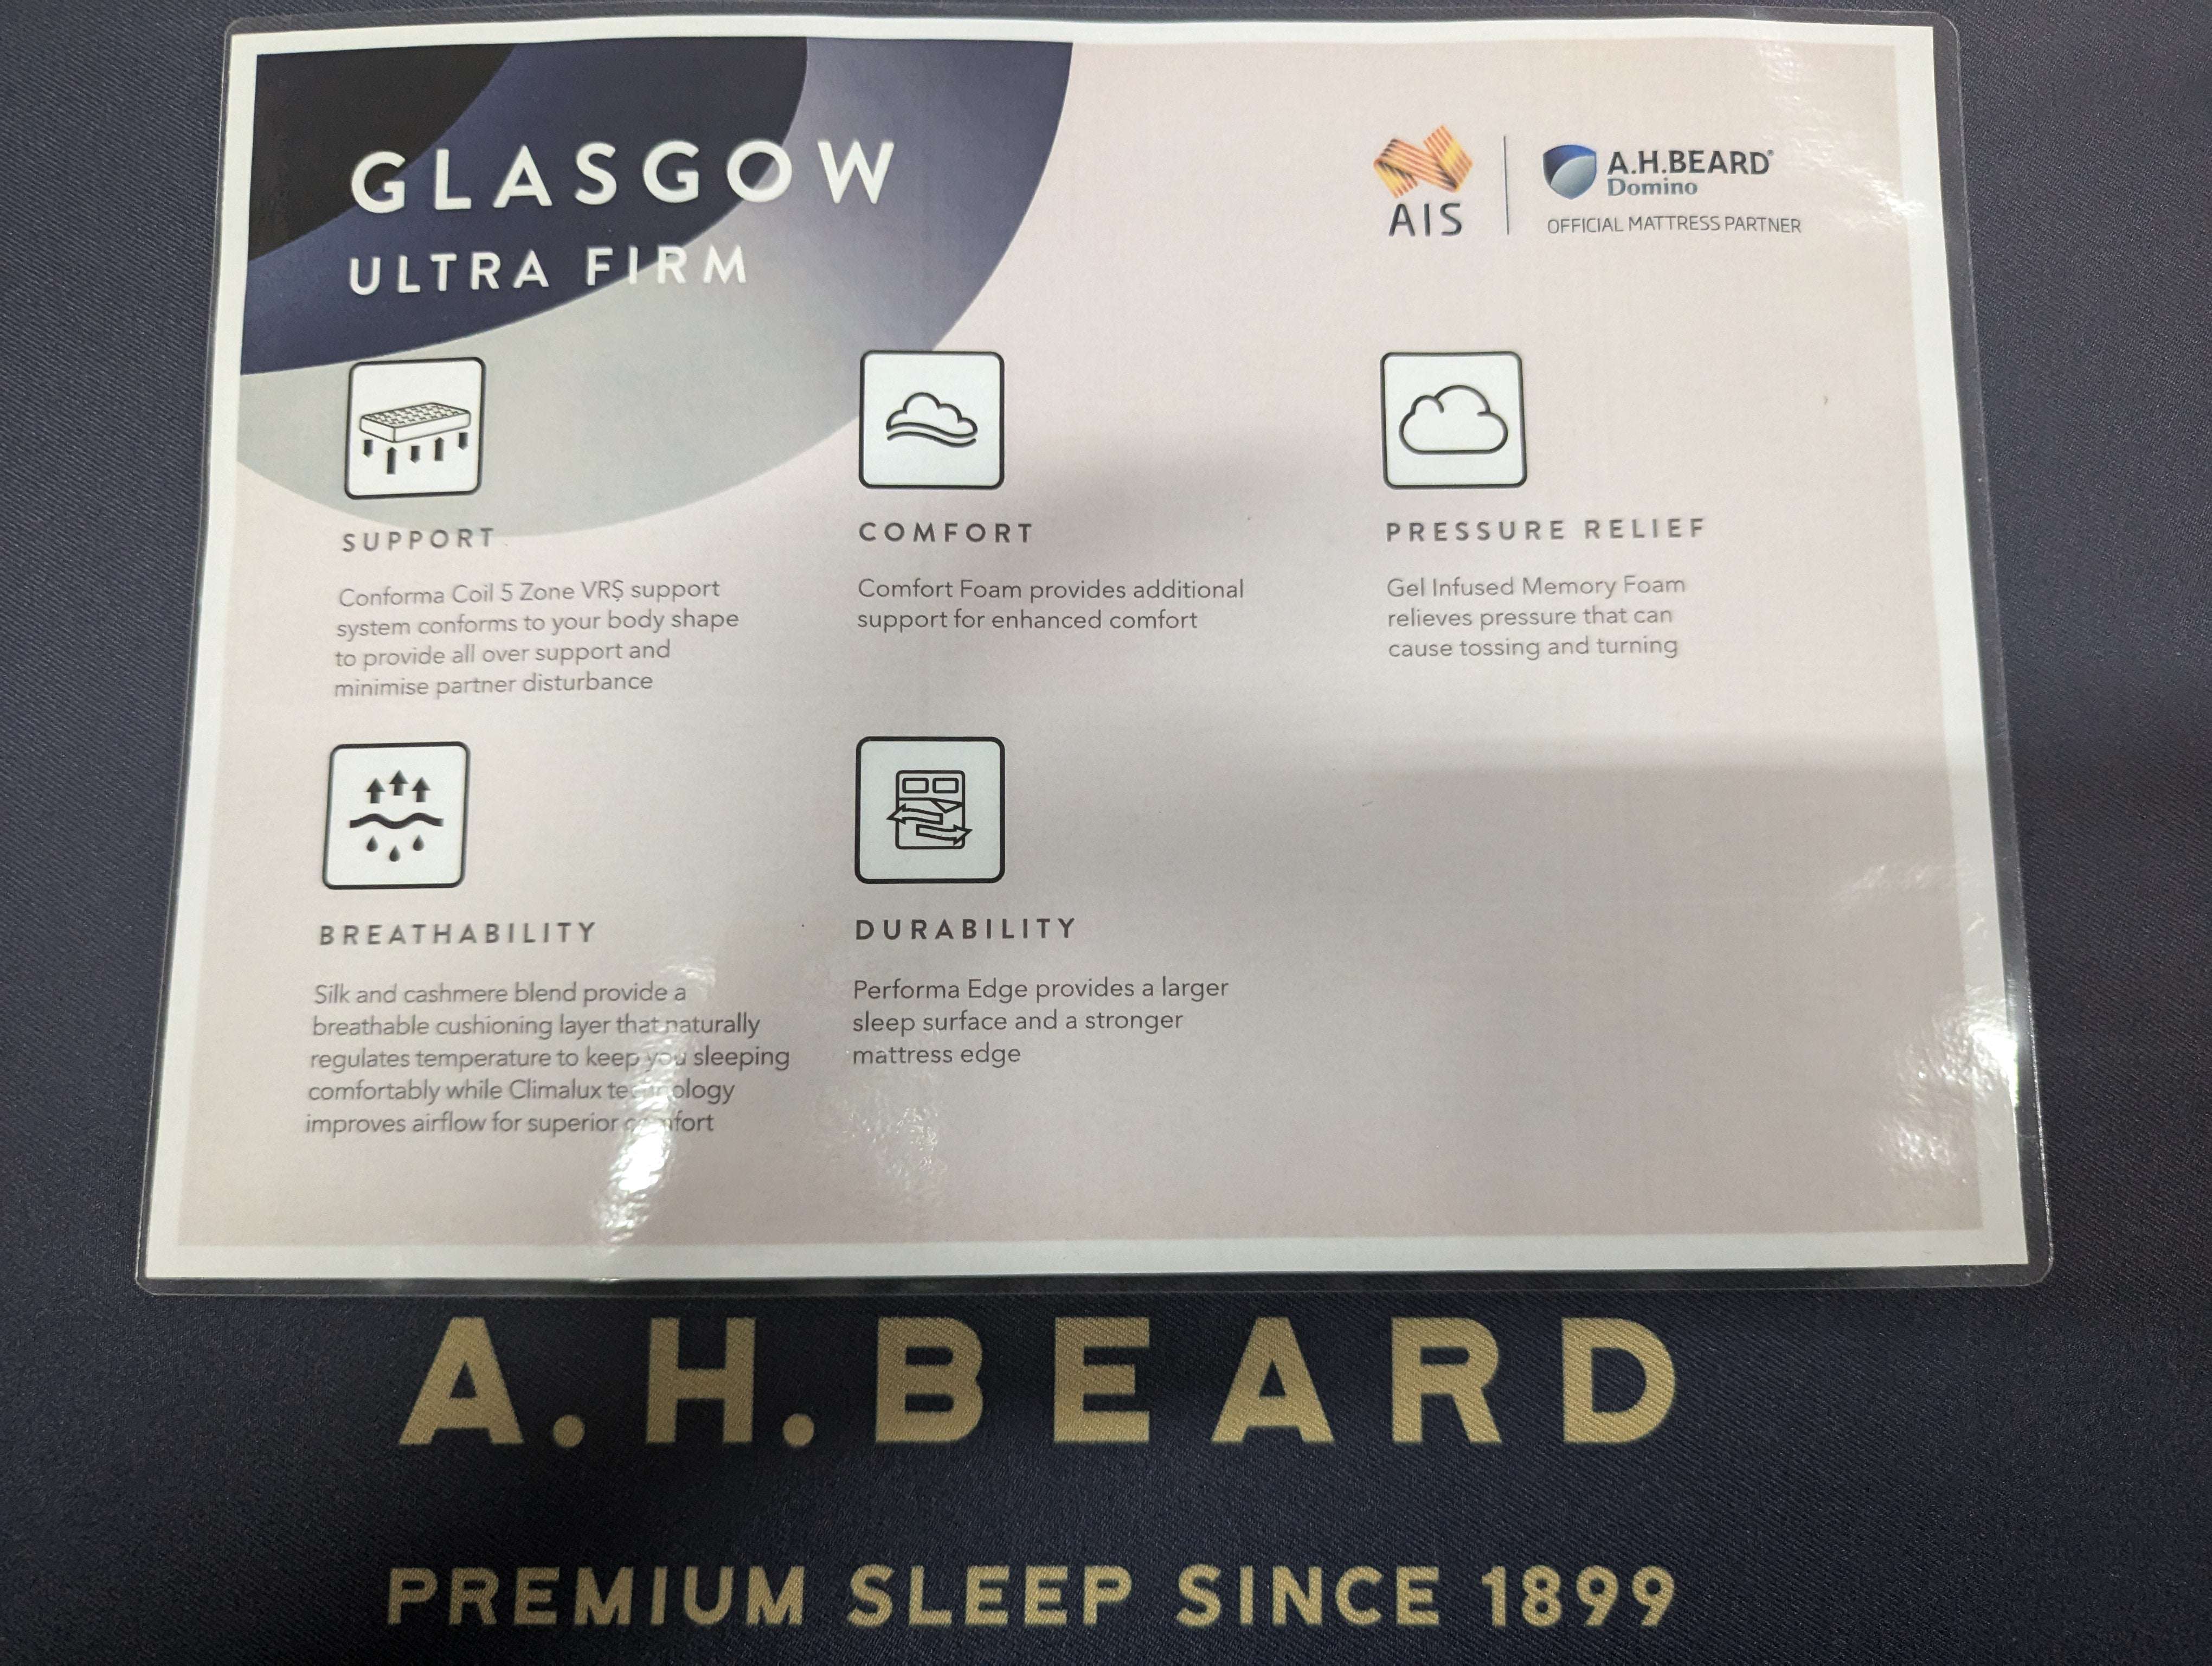 GLASGOW
ULTRA FIRM
AIS
A.H.BEARD®
Domino
OFFICIAL MATTRESS PARTNER
SUPPORT
Conforma Coil 5 Zone VRS support
system conforms to your body shape
to provide all over support and
minimise partner disturbance
COMFORT
Comfort Foam provides additional
support for enhanced comfort
PRESSURE RELIEF
Gel Infused Memory Foam
relieves pressure that can
cause tossing and turning
BREATHABILITY
Silk and cashmere blend provide a
breathable cushioning layer that naturally
regulates temperature to keep you sleeping
comfortably while Climalux technology
improves airflow for superior comfort
DURABILITY
Performa Edge provides a larger
sleep surface and a stronger
mattress edge
A.H.BEARD
PREMIUM SLEEP SINCE 1899